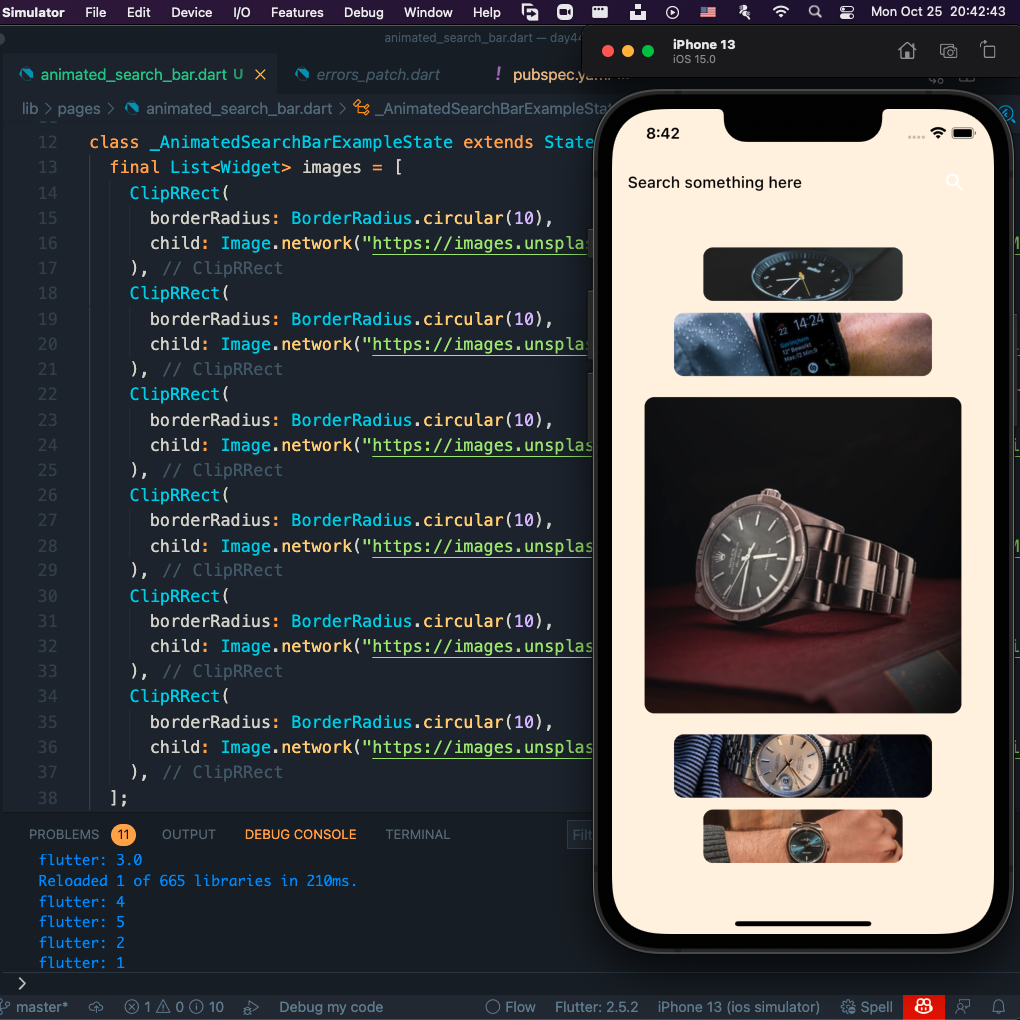 Simulator File Edit Device I/O Features Debug Window Help Mon Oct 25 20:42:43
animated_search_bar.dart — day44
animated_search_bar.dart U errors_patch.dart ! pubspec.yaml
lib > pages > animated_search_bar.dart > _AnimatedSearchBarExampleState
12 class _AnimatedSearchBarExampleState extends State
13 final List<Widget> images = [
14 ClipRRect(
15 borderRadius: BorderRadius.circular(10),
16 child: Image.network("https://images.unsplas
17 ), // ClipRRect
18 ClipRRect(
19 borderRadius: BorderRadius.circular(10),
20 child: Image.network("https://images.unsplas
21 ), // ClipRRect
22 ClipRRect(
23 borderRadius: BorderRadius.circular(10),
24 child: Image.network("https://images.unsplas
25 ), // ClipRRect
26 ClipRRect(
27 borderRadius: BorderRadius.circular(10),
28 child: Image.network("https://images.unsplas
29 ), // ClipRRect
30 ClipRRect(
31 borderRadius: BorderRadius.circular(10),
32 child: Image.network("https://images.unsplas
33 ), // ClipRRect
34 ClipRRect(
35 borderRadius: BorderRadius.circular(10),
36 child: Image.network("https://images.unsplas
37 ), // ClipRRect
38 ];
PROBLEMS 11 OUTPUT DEBUG CONSOLE TERMINAL Filt
flutter: 3.0
Reloaded 1 of 665 libraries in 210ms.
flutter: 4
flutter: 5
flutter: 2
flutter: 1
>
master* 1 0 10 Debug my code Flow Flutter: 2.5.2 iPhone 13 (ios simulator) Spell
iPhone 13
iOS 15.0
8:42
Search something here
14:24
22